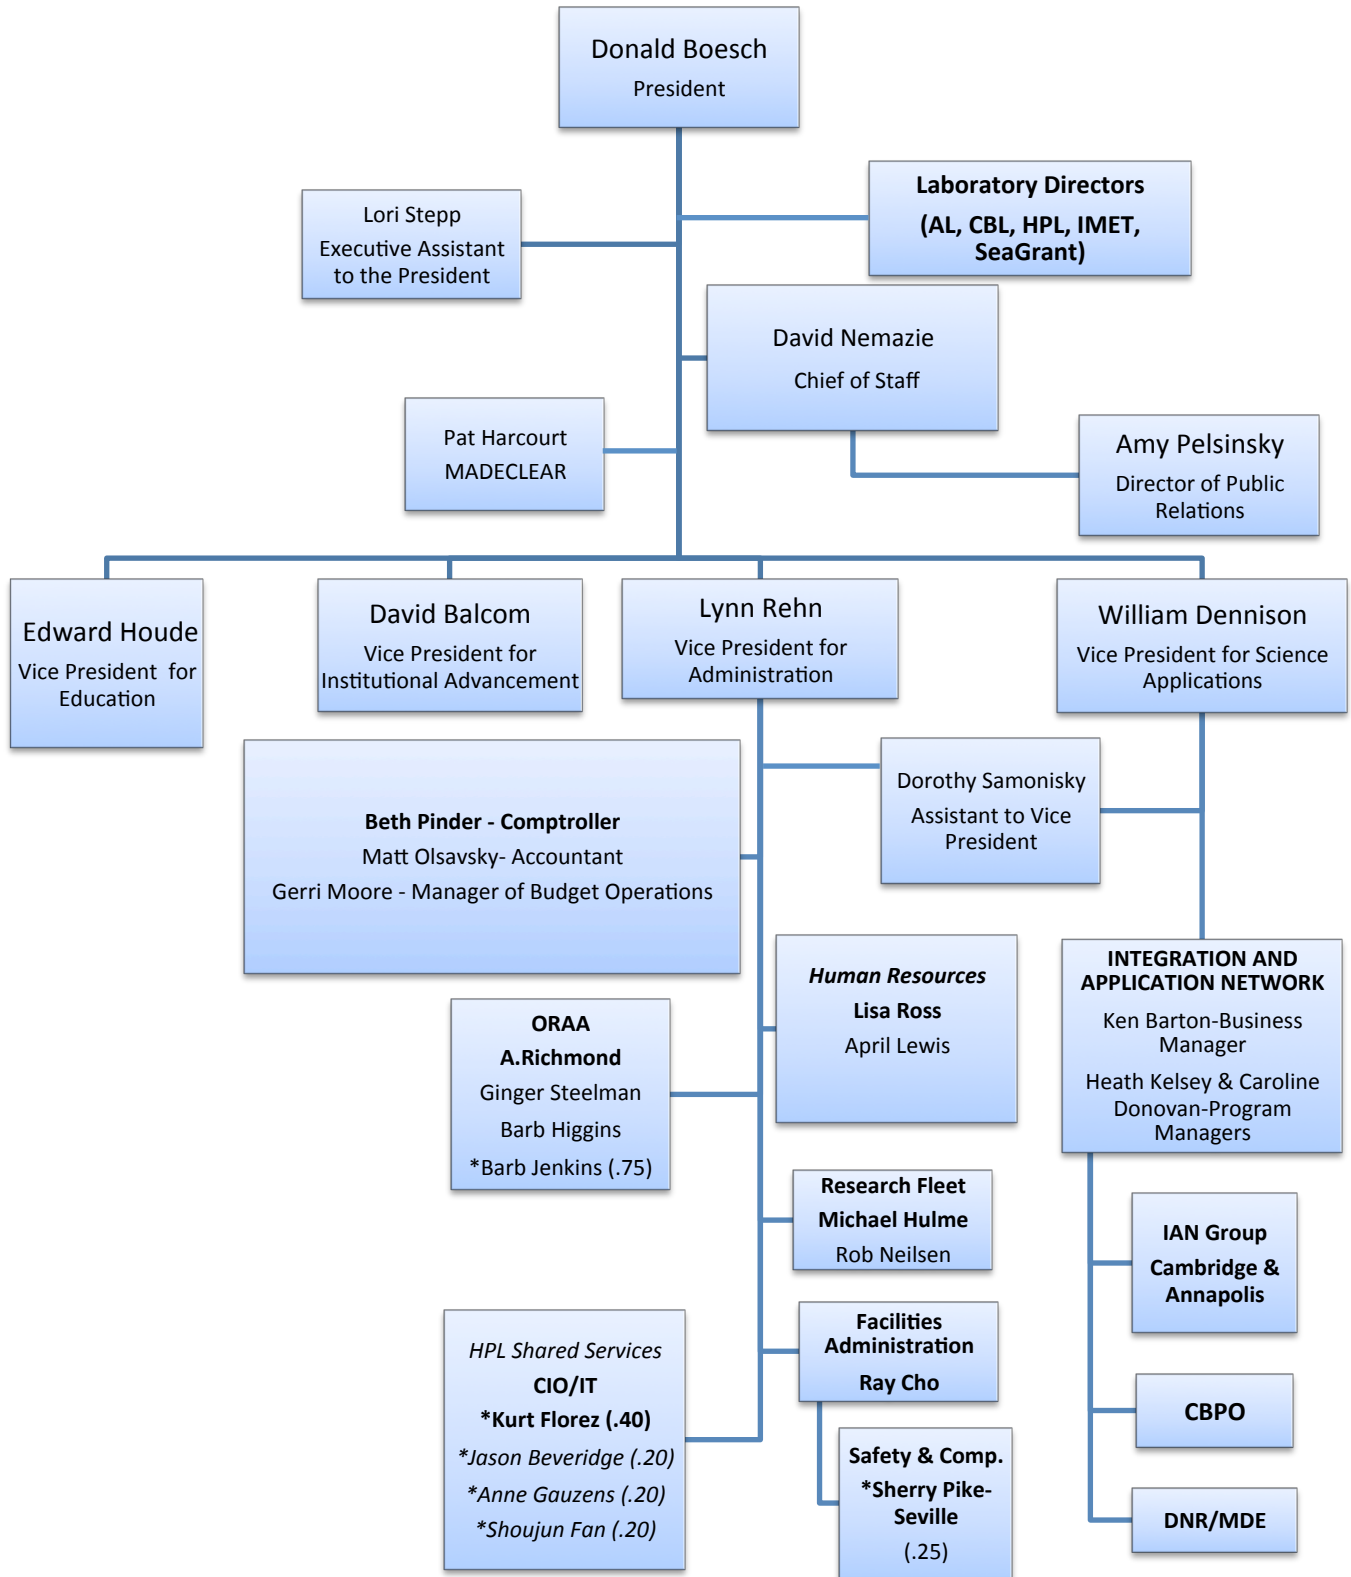 Donald Boesch
President
Laboratory Directors
(AL, CBL, HPL, IMET,
SeaGrant)
Lori Stepp
Executive Assistant
to the President
David Nemazie
Chief of Staff
Pat Harcourt
MADECLEAR
Amy Pelsinsky
Director of Public
Relations
Edward Houde
Vice President for
Education
David Balcom
Vice President for
Institutional Advancement
Lynn Rehn
Vice President for
Administration
William Dennison
Vice President for Science
Applications
Dorothy Samonisky
Assistant to Vice
President
Beth Pinder - Comptroller
Matt Olsavsky- Accountant
Gerri Moore - Manager of Budget Operations
Human Resources
Lisa Ross
April Lewis
INTEGRATION AND
APPLICATION NETWORK
Ken Barton-Business
Manager
Heath Kelsey & Caroline
Donovan-Program
Managers
ORAA
A.Richmond
Ginger Steelman
Barb Higgins
*Barb Jenkins (.75)
Research Fleet
Michael Hulme
Rob Neilsen
IAN Group
Cambridge &
Annapolis
Facilities
Administration
Ray Cho
HPL Shared Services
CIO/IT
*Kurt Florez (.40)
*Jason Beveridge (.20)
*Anne Gauzens (.20)
*Shoujun Fan (.20)
CBPO
Safety & Comp.
*Sherry Pike-
Seville
(.25)
DNR/MDE